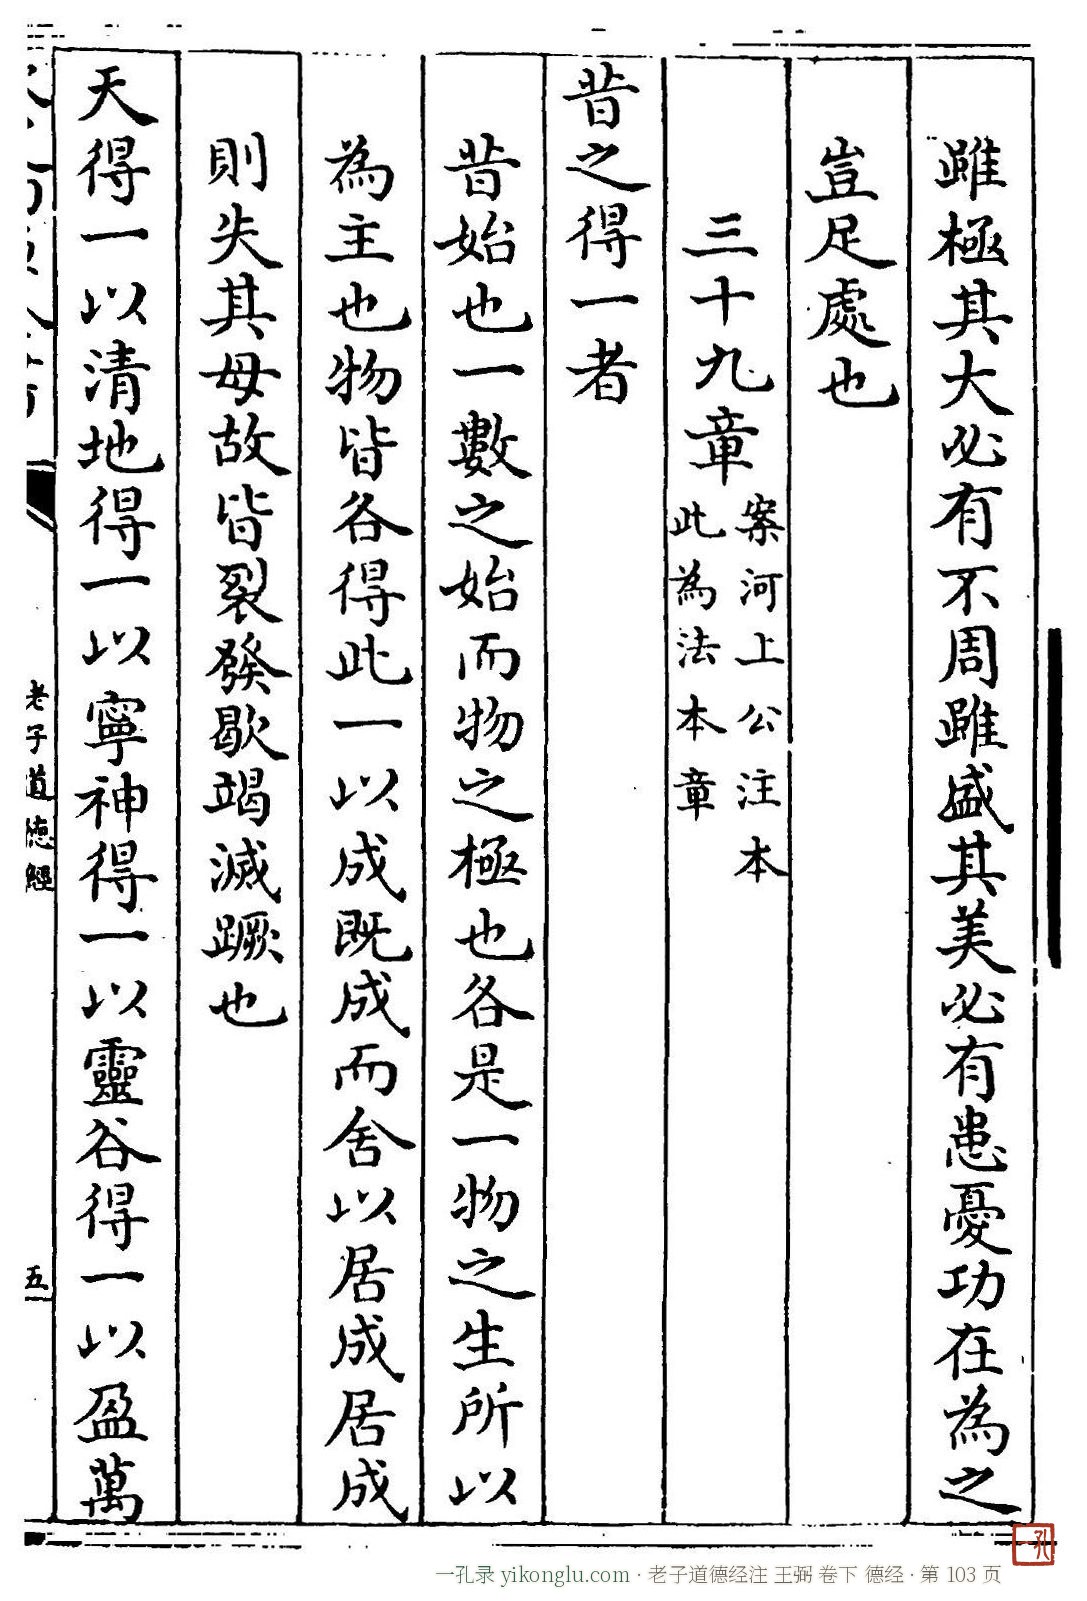 雖極其大必有不周雖盛其美必有患憂功在為之
豈足處也
三十九章 案河上公注本
此為法本章
昔之得一者
昔始也一數之始而物之極也各是一物之生所以
為主也物皆各得此一以成既成而舍以居成居成
則失其母故皆裂發歇竭滅蹶也
天得一以清地得一以寧神得一以靈谷得一以盈萬
老子道德經
五
一孔
一孔录 yikonglu.com · 老子道德经注 王弼 卷下 德经 · 第 103 页